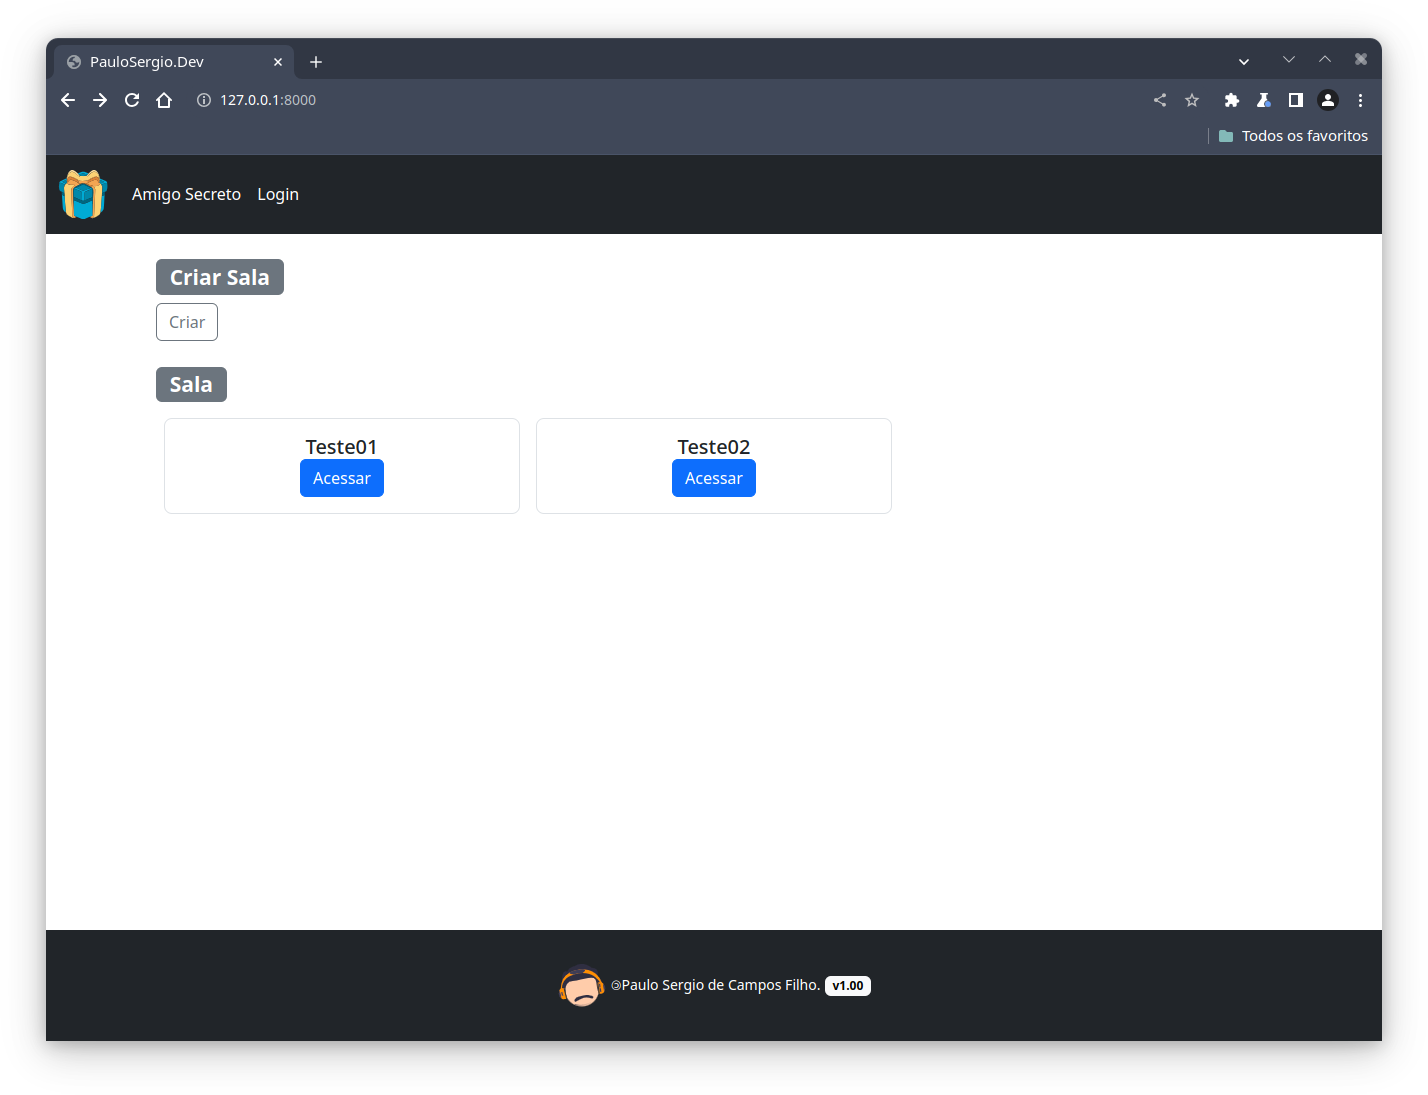 PauloSergio.Dev
127.0.0.1:8000
Todos os favoritos
Amigo Secreto Login
Criar Sala
Criar
Sala
Teste01 Teste02
Acessar Acessar
@Paulo Sergio de Campos Filho. v1.00